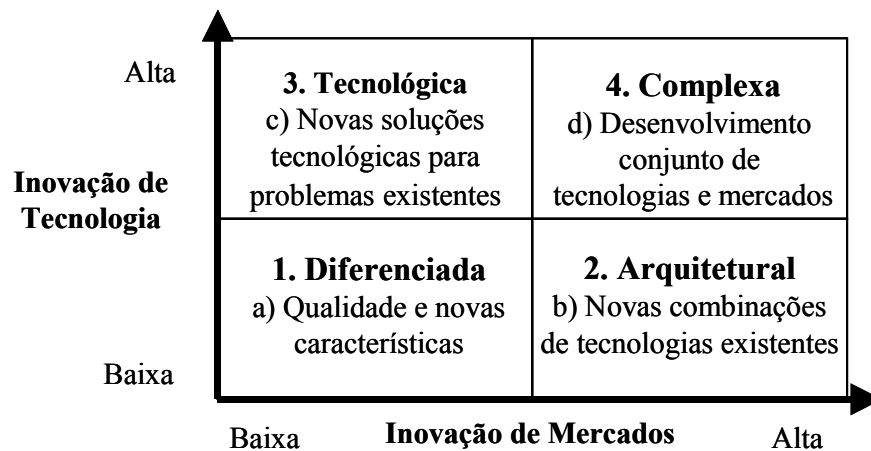 Alta
3. Tecnológica
c) Novas soluções
tecnológicas para
problemas existentes
4. Complexa
d) Desenvolvimento
conjunto de
tecnologias e mercados
Inovação de
Tecnologia
1. Diferenciada
a) Qualidade e novas
características
2. Arquitetural
b) Novas combinações
de tecnologias existentes
Baixa
Baixa
Inovação de Mercados
Alta